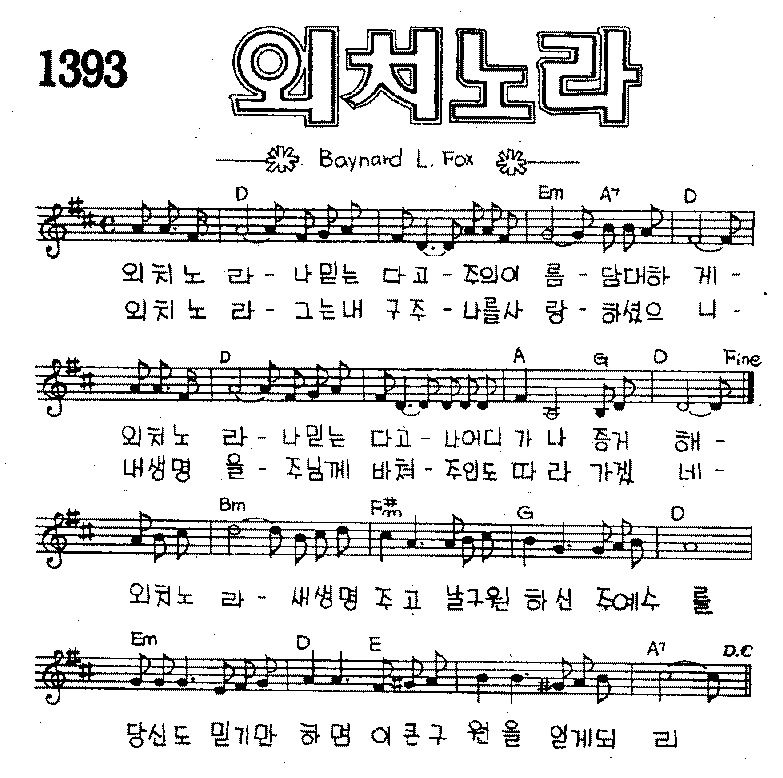 1393 외쳐노라
Baynard L. Fox
D Em A7 D
외치노 라 - 나믿는 다고 - 주의이 름 - 담대하 게 -
외치노 라 - 그는내 구주 - 나를사 랑 - 하셨으 니 -
D A G D Fine
외치노 라 - 나믿는 다고 - 나어디 가 나 증거 해 -
내생명 을 - 주님께 바쳐 - 주인도 따 라 가겠 네 -
Bm F#m G D
외치노 라 - 새생명 주고 날구원 하신 주예수 를
Em D E A7 D.C
당신도 믿기만 하면 이큰구 원을 얻게되 리